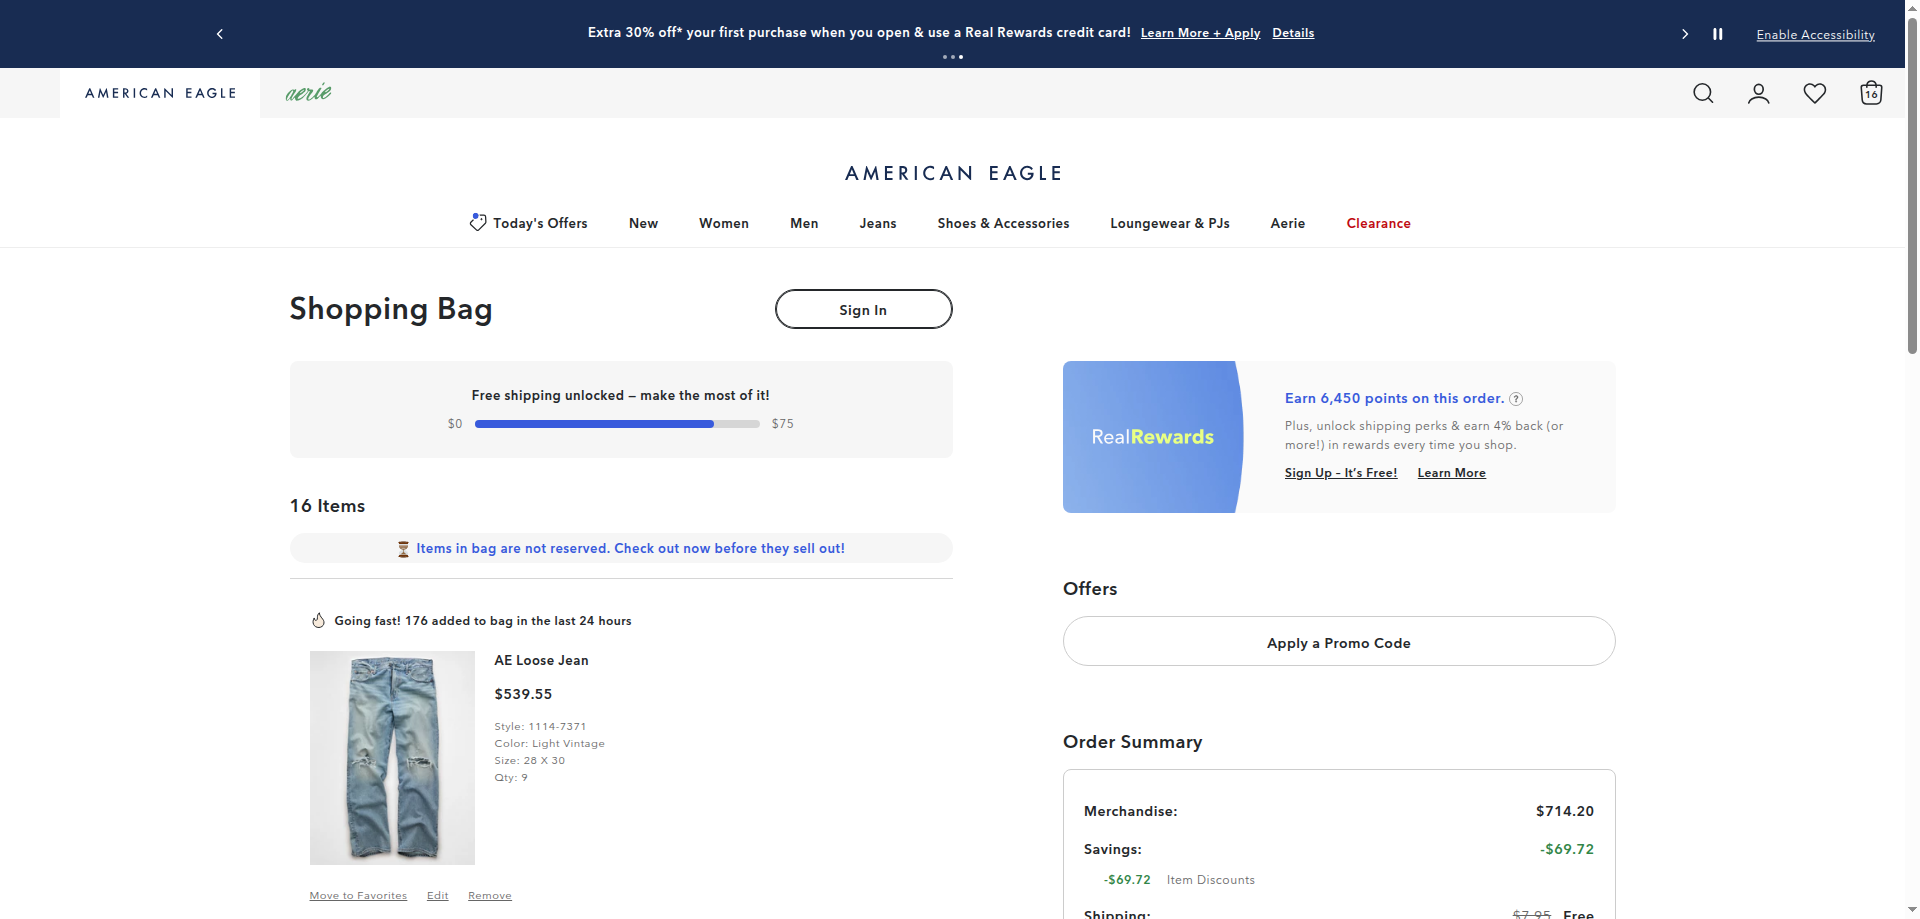 Extra 30% off* your first purchase when you open & use a Real Rewards credit card! Learn More + Apply Details
Enable Accessibility
AMERICAN EAGLE
aerie
16
AMERICAN EAGLE
Today's Offers
New
Women
Men
Jeans
Shoes & Accessories
Loungewear & PJs
Aerie
Clearance
Shopping Bag
Sign In
Free shipping unlocked – make the most of it!
$0
$75
16 Items
Items in bag are not reserved. Check out now before they sell out!
Going fast! 176 added to bag in the last 24 hours
AE Loose Jean
$539.55
Style: 1114-7371
Color: Light Vintage
Size: 28 X 30
Qty: 9
Move to Favorites
Edit
Remove
RealRewards
Earn 6,450 points on this order. ?
Plus, unlock shipping perks & earn 4% back (or
more!) in rewards every time you shop.
Sign Up – It's Free!
Learn More
Offers
Apply a Promo Code
Order Summary
Merchandise: $714.20
Savings: -$69.72
-$69.72 Item Discounts
Shipping: $7.95 Free